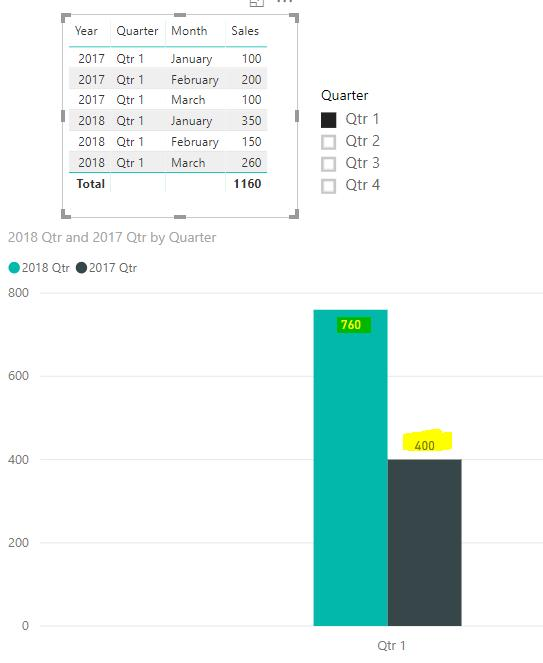 Year Quarter Month Sales
2017 Qtr 1 January 100
2017 Qtr 1 February 200
2017 Qtr 1 March 100
2018 Qtr 1 January 350
2018 Qtr 1 February 150
2018 Qtr 1 March 260
Total 1160
Quarter
Qtr 1
Qtr 2
Qtr 3
Qtr 4
2018 Qtr and 2017 Qtr by Quarter
2018 Qtr 2017 Qtr
800
600
400
200
0
760
400
Qtr 1